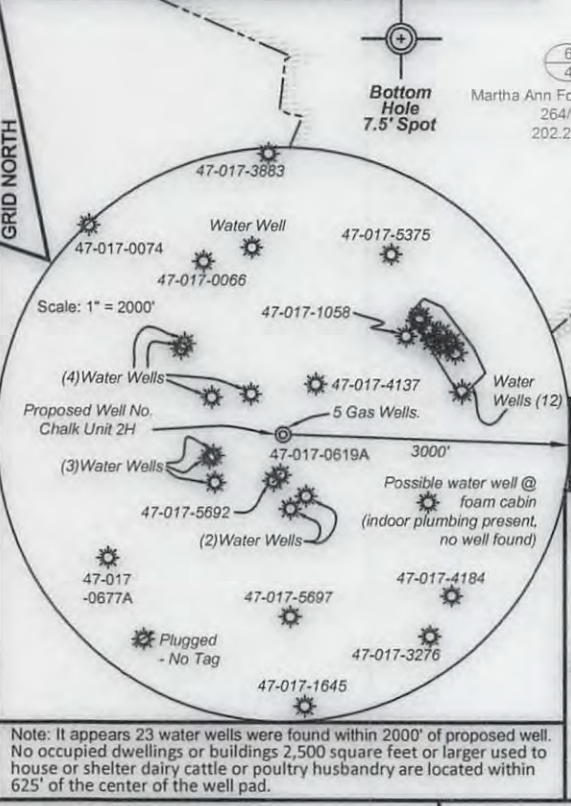 GRID NORTH
Bottom
Hole
7.5' Spot
6
4
Martha Ann Fo
264/
202.2
47-017-3883
47-017-0074
Water Well
47-017-5375
47-017-0066
Scale: 1" = 2000'
47-017-1058
(4)Water Wells
47-017-4137
Water
Wells (12)
Proposed Well No.
Chalk Unit 2H
5 Gas Wells.
47-017-0619A
3000'
(3)Water Wells
Possible water well @
foam cabin
(indoor plumbing present,
no well found)
47-017-5692
(2)Water Wells
47-017
-0677A
47-017-4184
47-017-5697
Plugged
- No Tag
47-017-3276
47-017-1645
Note: It appears 23 water wells were found within 2000' of proposed well.
No occupied dwellings or buildings 2,500 square feet or larger used to
house or shelter dairy cattle or poultry husbandry are located within
625' of the center of the well pad.